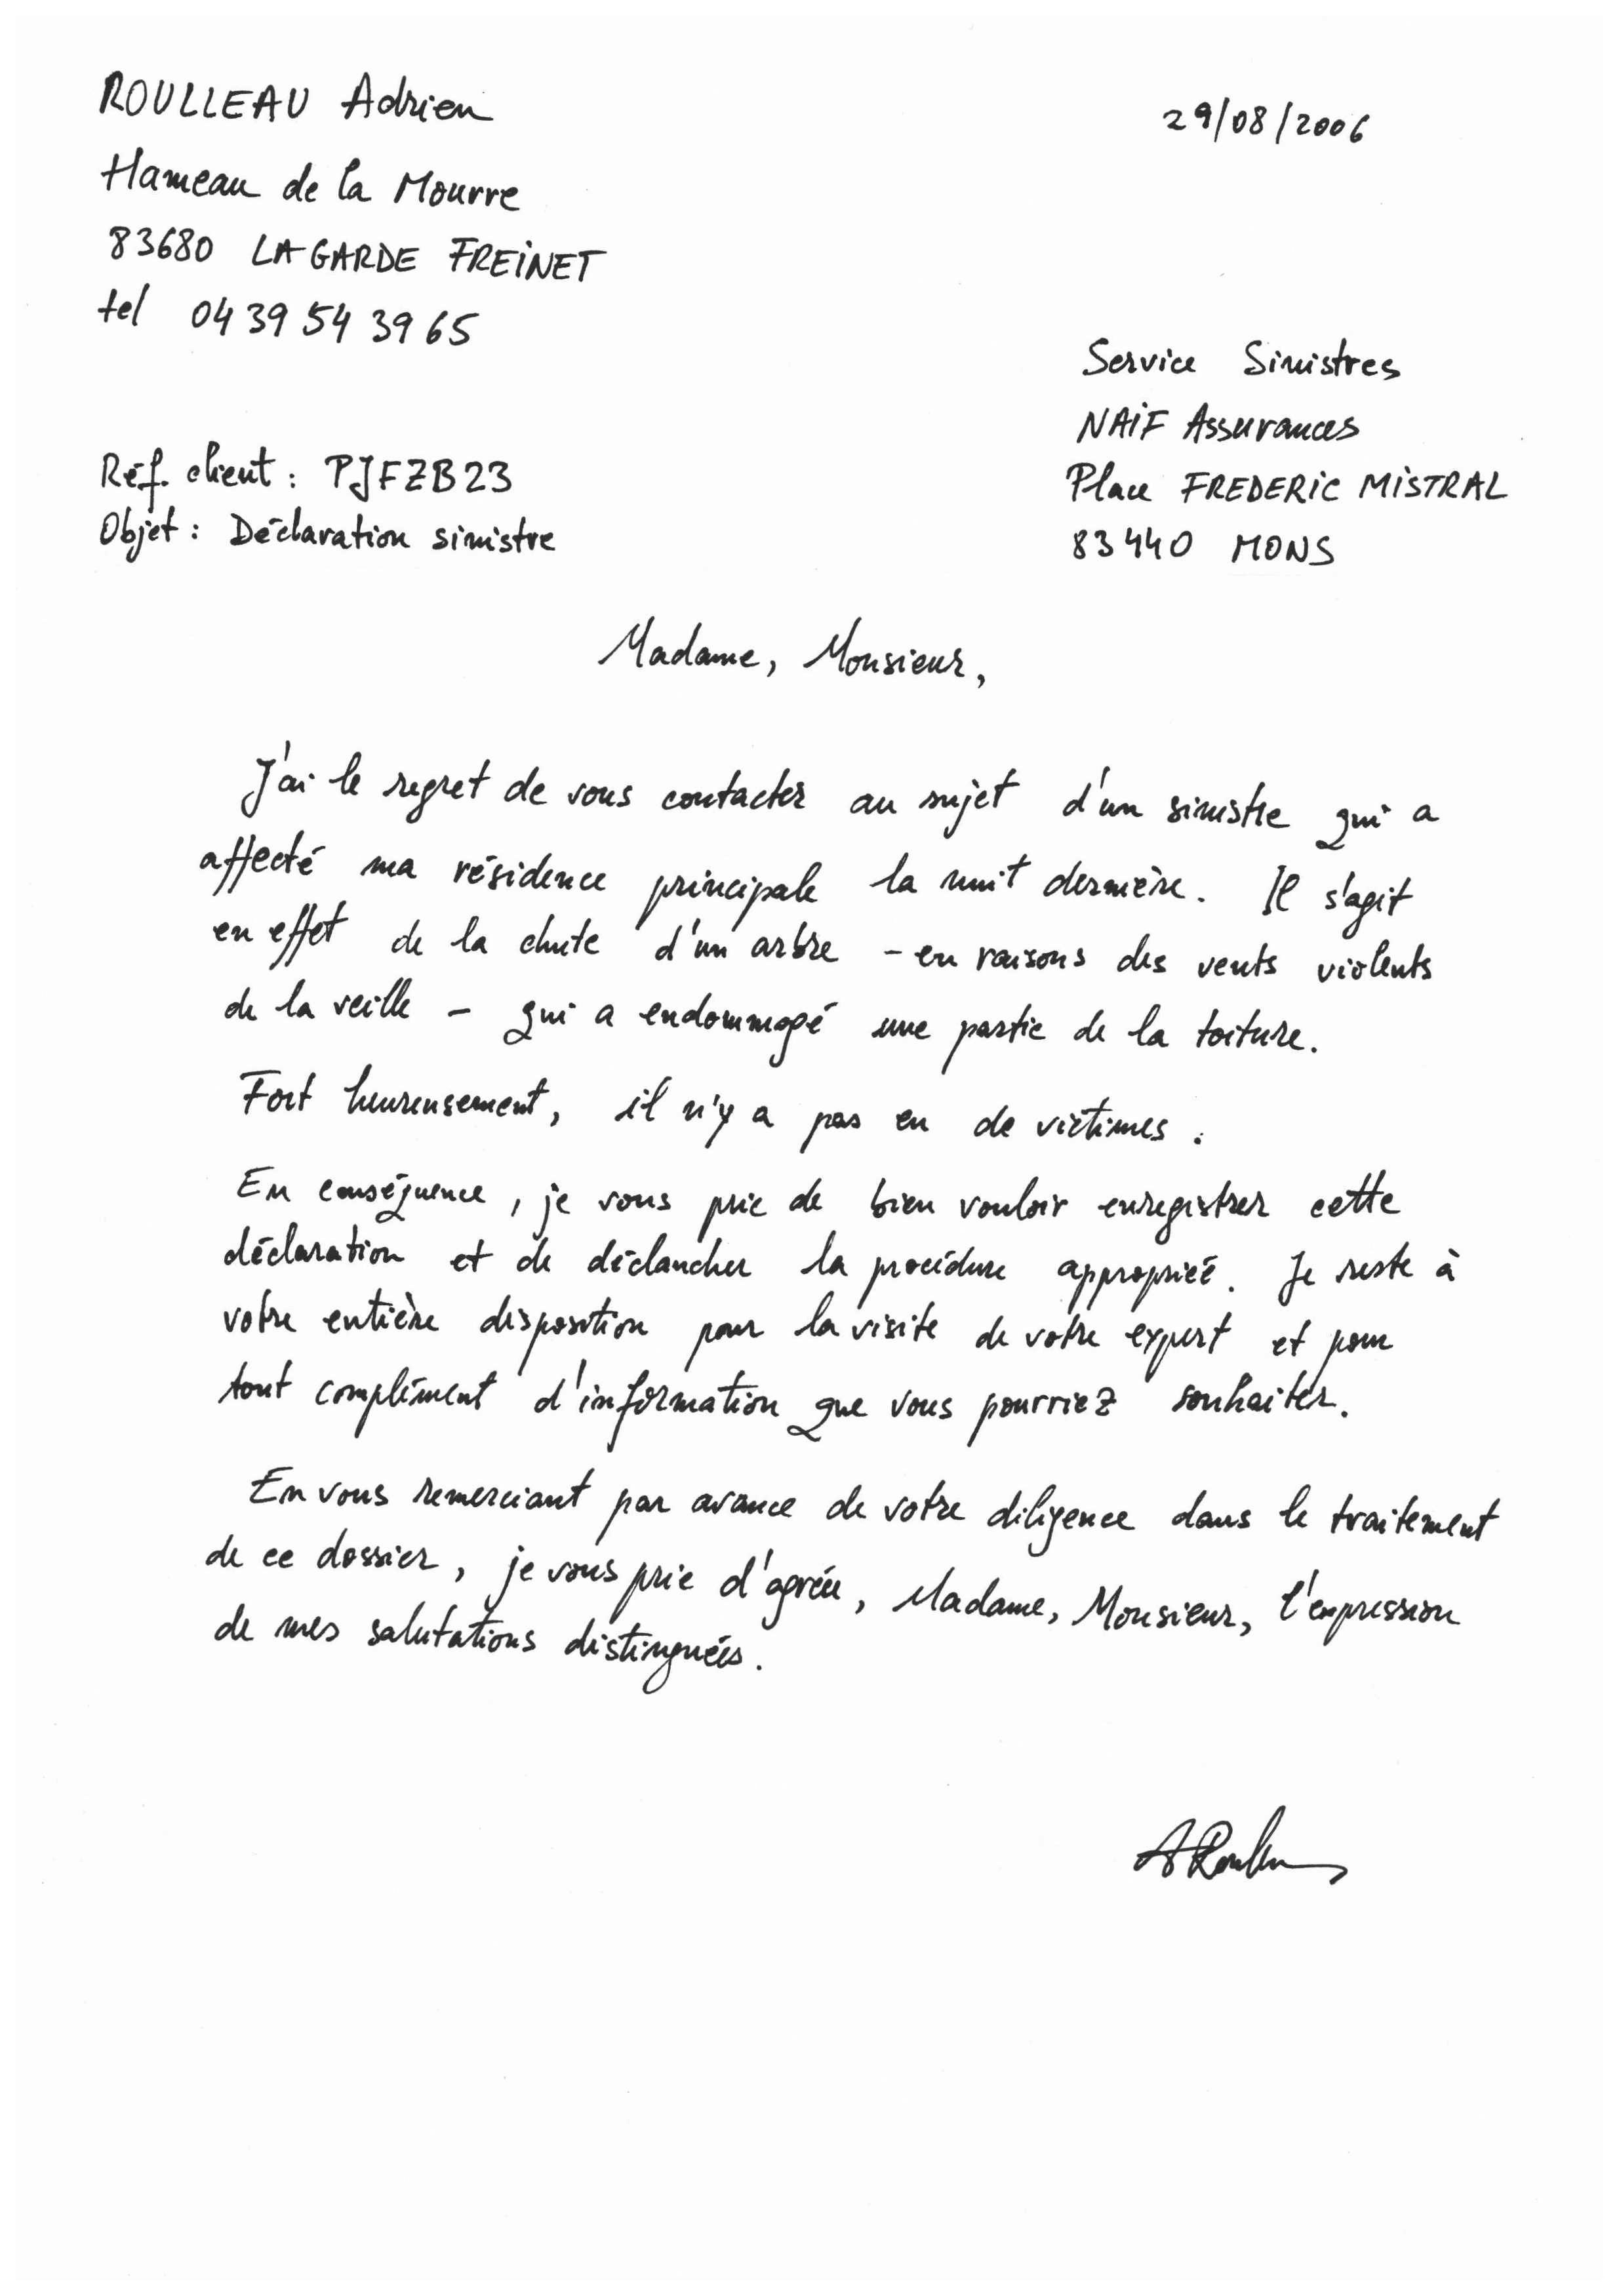 ROULLEAU Adrien
29/08/2006
Hameau de la Mourre
83680 LA GARDE FREINET
tel 04 39 54 39 65
Service Sinistres
NAIF Assurances
Place FREDERIC MISTRAL
83440 MONS
Réf. client : PJFZB23
Objet : Déclaration sinistre
Madame, Monsieur,
J'ai le regret de vous contacter au sujet d'un sinistre qui a
affecté ma résidence principale la nuit dernière. Il s'agit
en effet de la chute d'un arbre - en raisons des vents violents
de la veille - qui a endommagé une partie de la toiture.
Fort heureusement, il n'y a pas eu de victimes.
En conséquence, je vous prie de bien vouloir enregistrer cette
déclaration et de déclancher la procédure appropriée. Je reste à
votre entière disposition pour la visite de votre expert et pour
tout complément d'information que vous pourriez souhaiter.
En vous remerciant par avance de votre diligence dans le traitement
de ce dossier, je vous prie d'agréer, Madame, Monsieur, l'expression
de mes salutations distinguées.